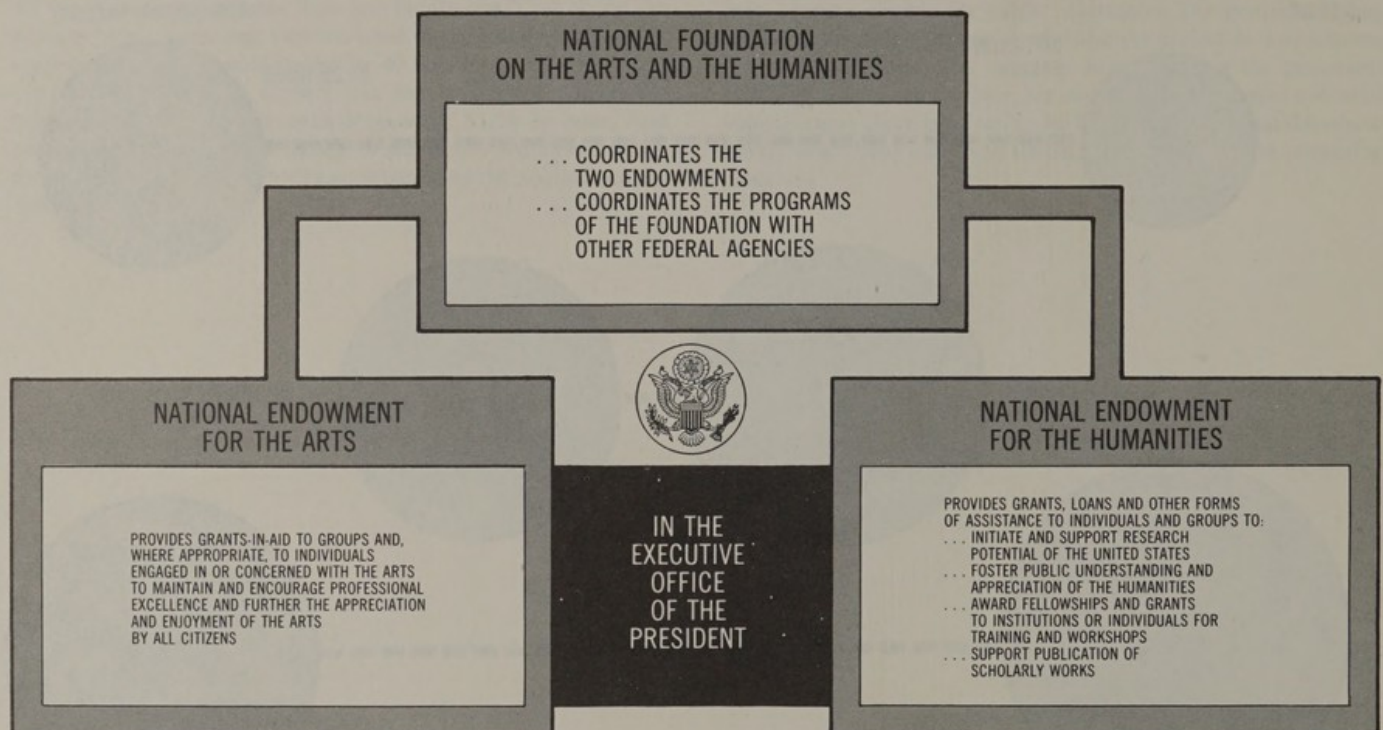 NATIONAL FOUNDATION
ON THE ARTS AND THE HUMANITIES
... COORDINATES THE
TWO ENDOWMENTS
... COORDINATES THE PROGRAMS
OF THE FOUNDATION WITH
OTHER FEDERAL AGENCIES
NATIONAL ENDOWMENT
FOR THE ARTS
PROVIDES GRANTS-IN-AID TO GROUPS AND,
WHERE APPROPRIATE, TO INDIVIDUALS
ENGAGED IN OR CONCERNED WITH THE ARTS
TO MAINTAIN AND ENCOURAGE PROFESSIONAL
EXCELLENCE AND FURTHER THE APPRECIATION
AND ENJOYMENT OF THE ARTS
BY ALL CITIZENS
IN THE
EXECUTIVE
OFFICE
OF THE
PRESIDENT
NATIONAL ENDOWMENT
FOR THE HUMANITIES
PROVIDES GRANTS, LOANS AND OTHER FORMS
OF ASSISTANCE TO INDIVIDUALS AND GROUPS TO:
... INITIATE AND SUPPORT RESEARCH
POTENTIAL OF THE UNITED STATES
... FOSTER PUBLIC UNDERSTANDING AND
APPRECIATION OF THE HUMANITIES
... AWARD FELLOWSHIPS AND GRANTS
TO INSTITUTIONS OR INDIVIDUALS FOR
TRAINING AND WORKSHOPS
... SUPPORT PUBLICATION OF
SCHOLARLY WORKS